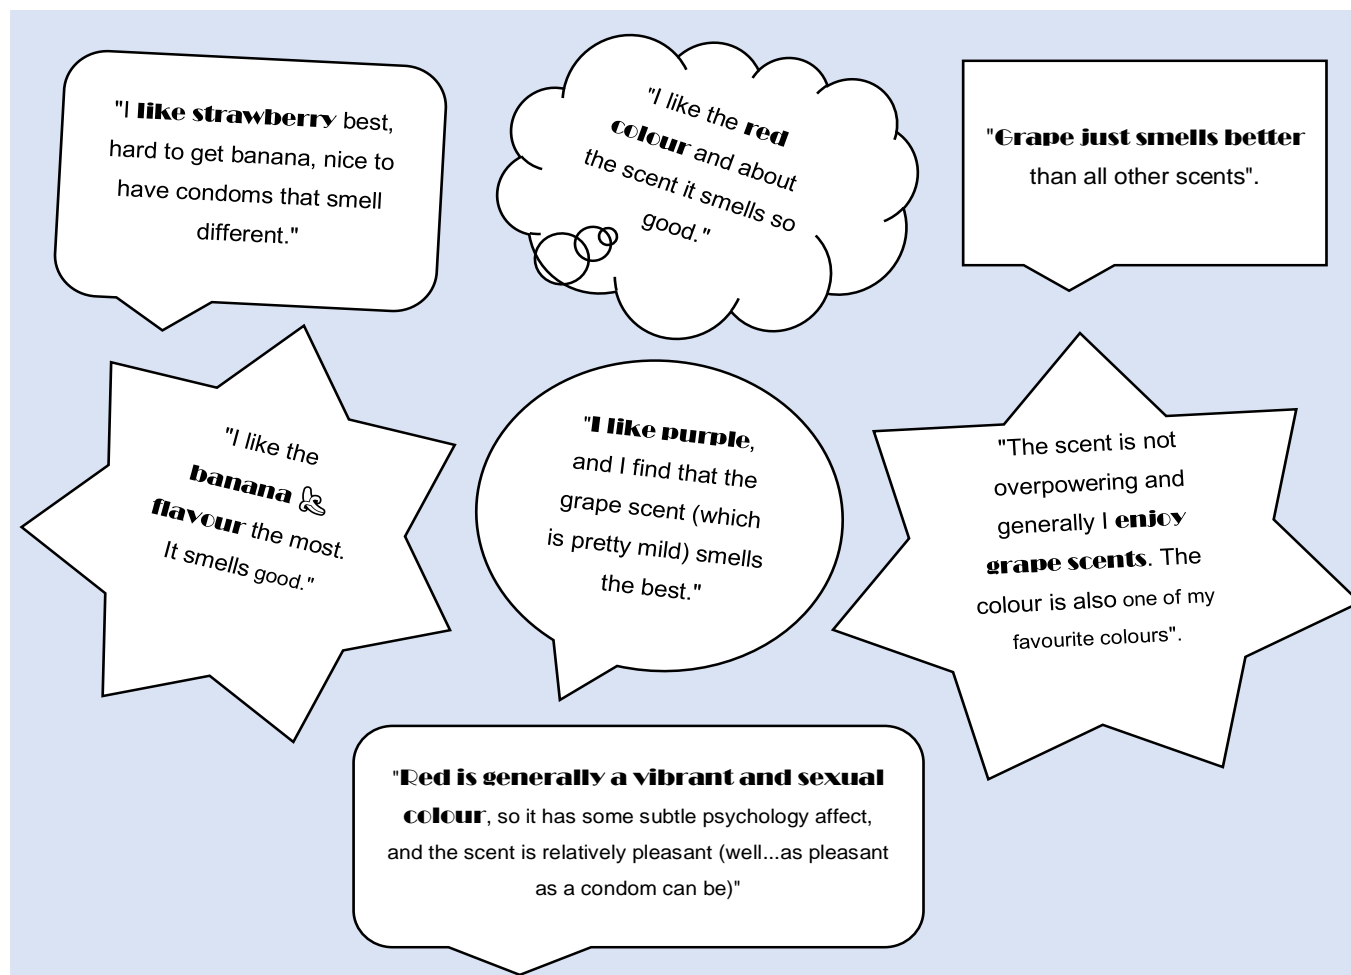 "I like strawberry best,
hard to get banana, nice to
have condoms that smell
different."
"I like the red
colour and about
the scent it smells so
good."
"Grape just smells better
than all other scents".
"I like the
banana
flavour the most.
It smells good."
"I like purple,
and I find that the
grape scent (which
is pretty mild) smells
the best."
"The scent is not
overpowering and
generally I enjoy
grape scents. The
colour is also one of my
favourite colours".
"Red is generally a vibrant and sexual
colour, so it has some subtle psychology affect,
and the scent is relatively pleasant (well...as pleasant
as a condom can be)"